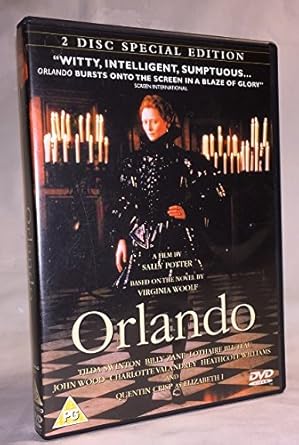 2 DISC SPECIAL EDITION
"WITTY, INTELLIGENT, SUMPTUOUS...
ORLANDO BURSTS ONTO THE SCREEN IN A BLAZE OF GLORY"
SCREEN INTERNATIONAL
A FILM BY
SALLY POTTER
BASED ON THE NOVEL BY
VIRGINIA WOOLF
Orlando
TILDA SWINTON BILLY ZANE LOTHAIRE BLUTEAU
JOHN WOOD CHARLOTTE VALANDREY HEATHCOTE WILLIAMS
AND
QUENTIN CRISP AS ELIZABETH I
PG
DVD
Orlando